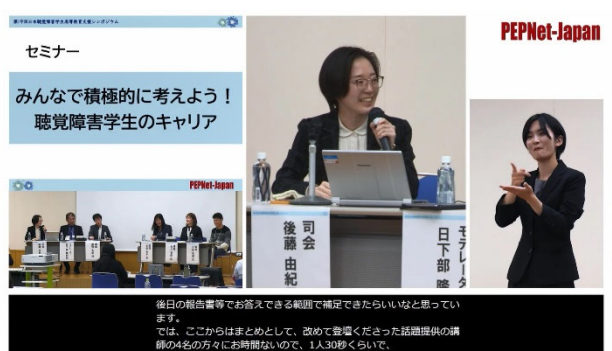 第19回日本聴覚障害学生高等教育支援シンポジウム
セミナー
みんなで積極的に考えよう！
聴覚障害学生のキャリア
PEPNet-Japan
PEPNet-Japan
司会
後藤 由紀
モデレータ
日下部 隆
後日の報告書等でお答えできる範囲で補足できたらいいなと思ってい
ます。
では、ここからはまとめとして、改めて登壇くださった話題提供の講
師の4名の方々にお時間ないので、1人30秒くらいで、